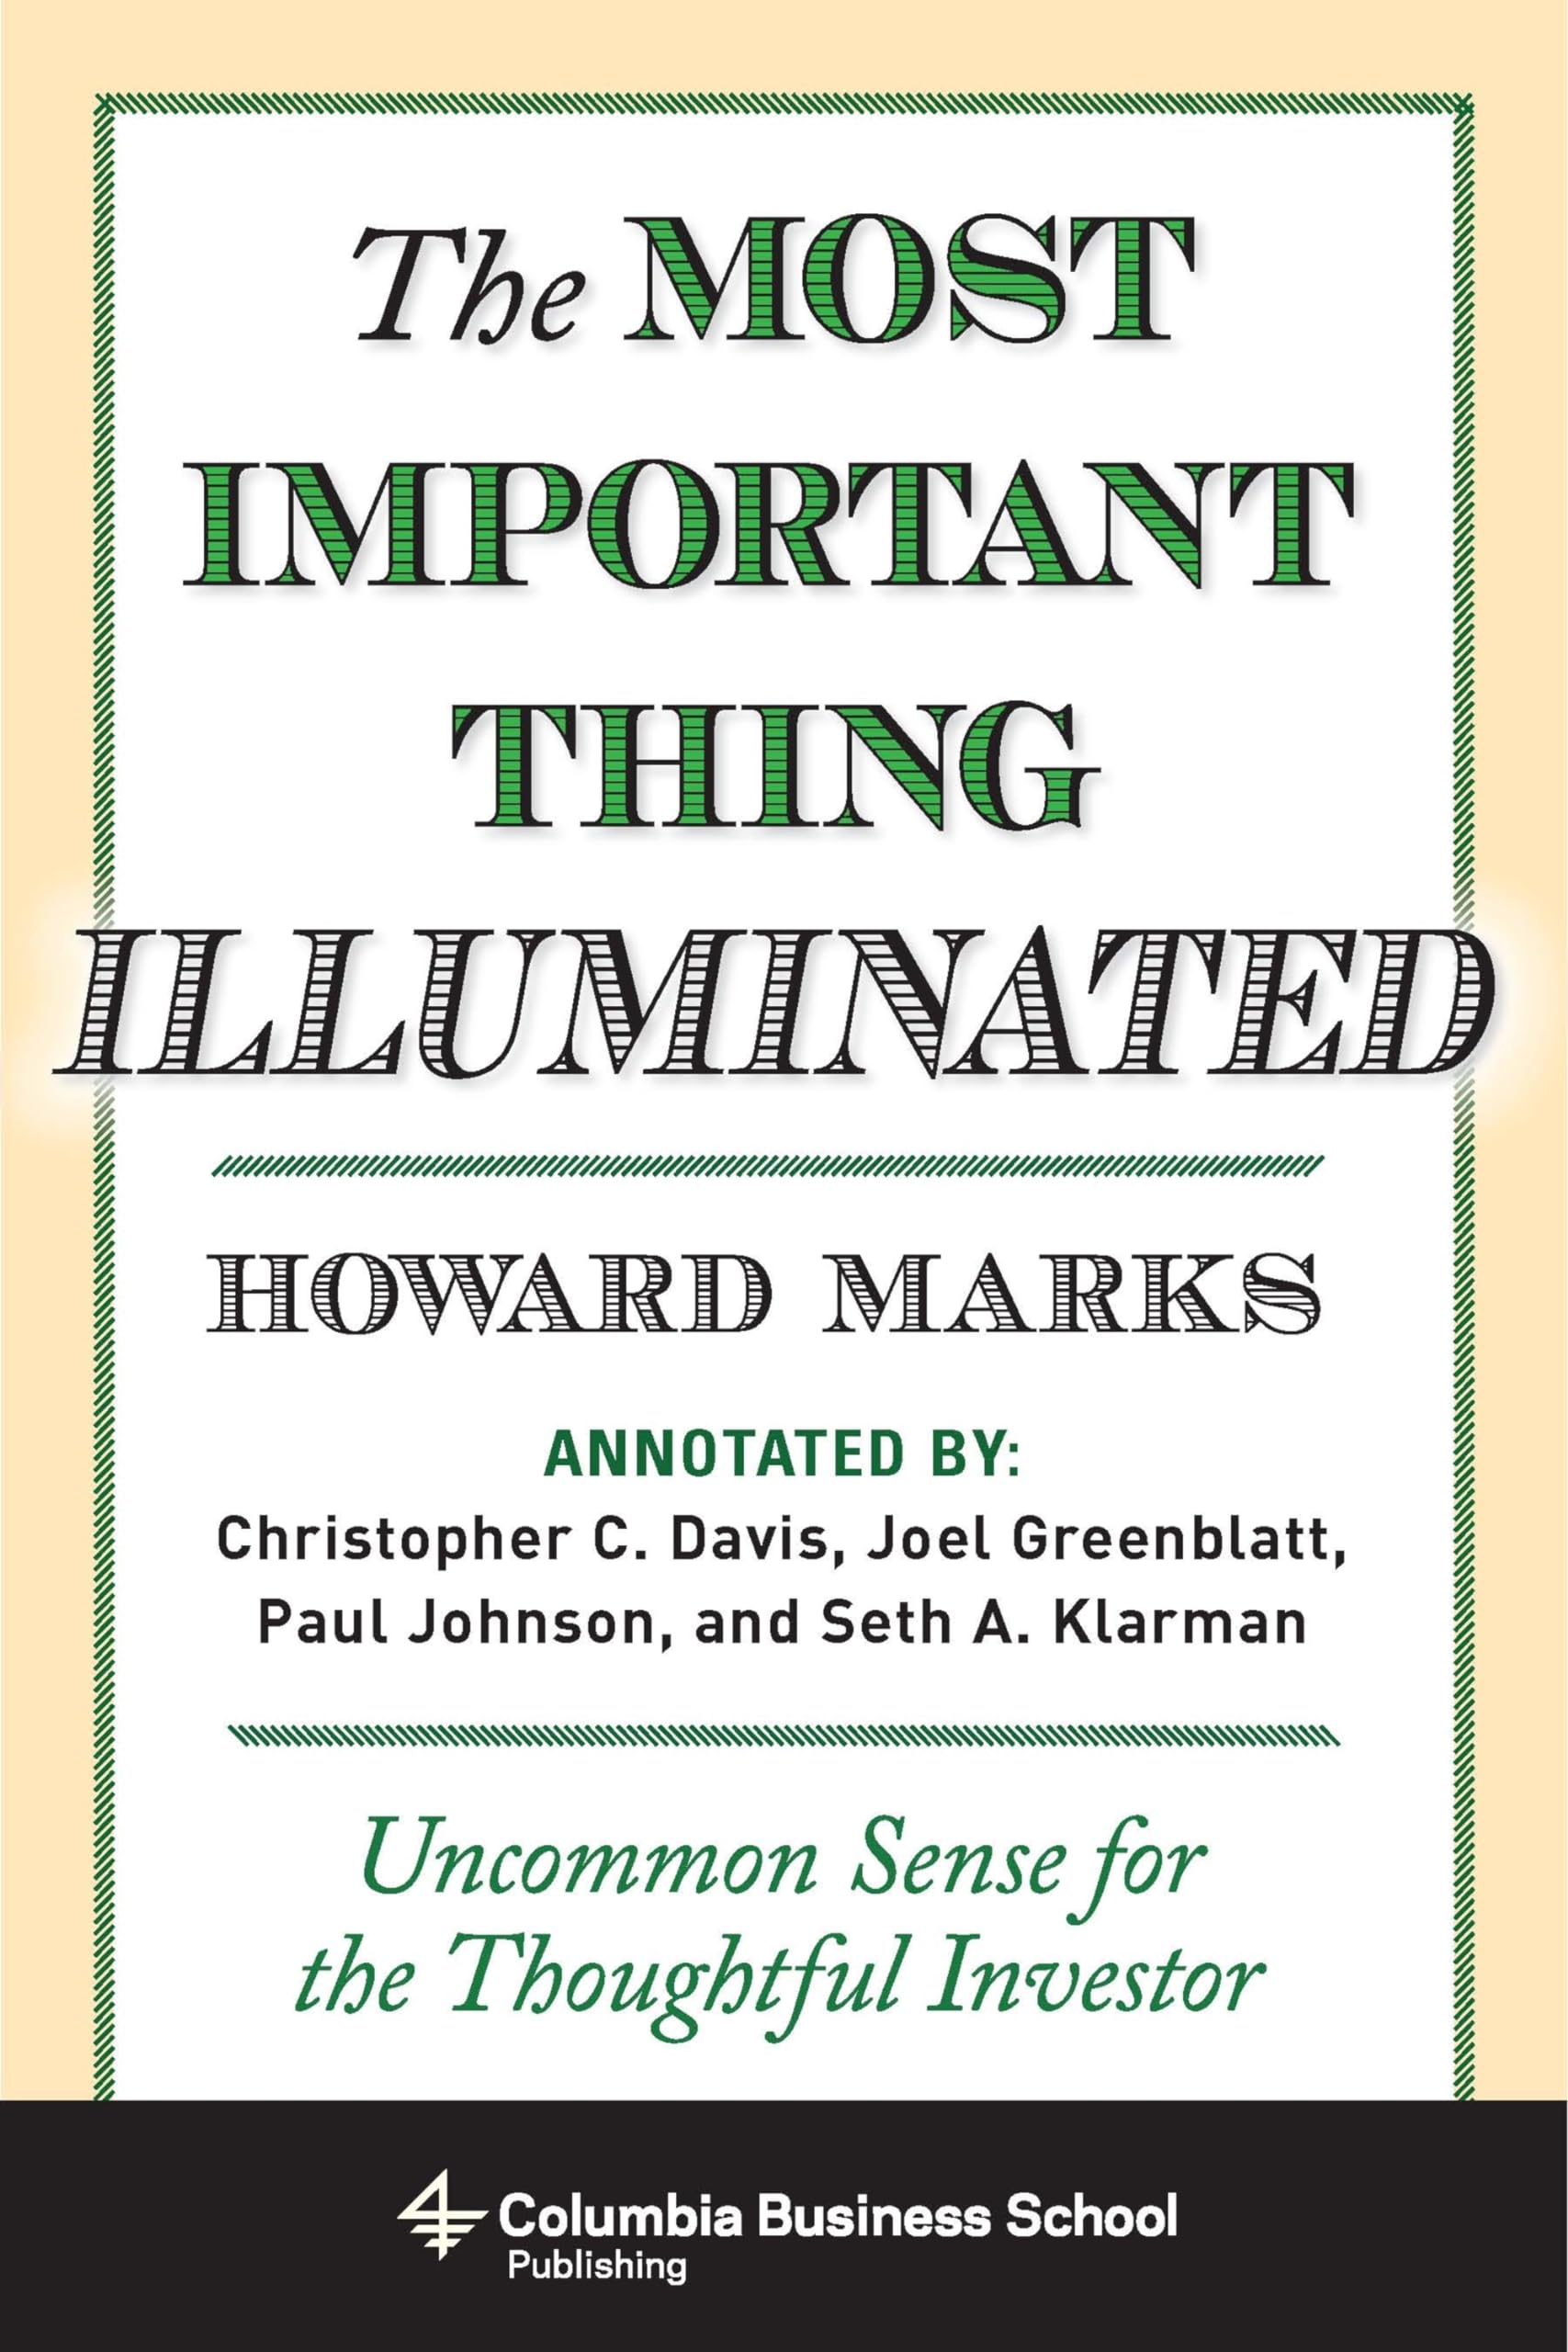 The MOST
IMPORTANT
THING
ILLUMINATED
HOWARD MARKS
ANNOTATED BY:
Christopher C. Davis, Joel Greenblatt,
Paul Johnson, and Seth A. Klarman
Uncommon Sense for
the Thoughtful Investor
Columbia Business School
Publishing